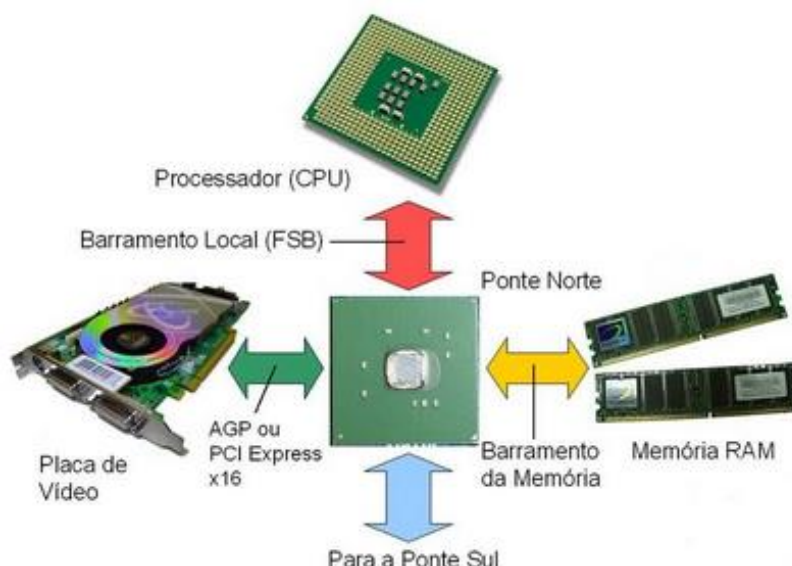 Processador (CPU)
Barramento Local (FSB)
Ponte Norte
AGP ou
PCI Express
x16
Placa de
Vídeo
Barramento
da Memória
Memória RAM
Para a Ponte Sul